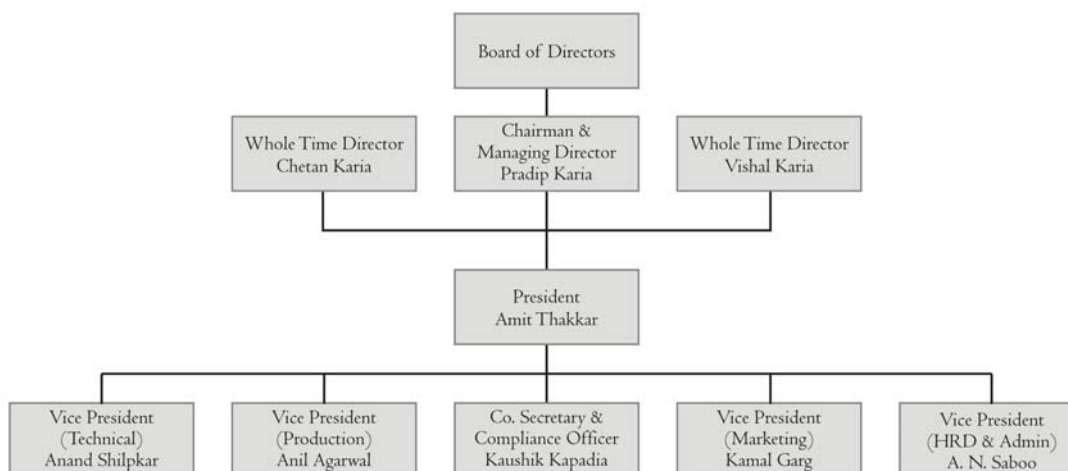 Board of Directors
Whole Time Director
Chetan Karia
Chairman &
Managing Director
Pradip Karia
Whole Time Director
Vishal Karia
President
Amit Thakkar
Vice President
(Technical)
Anand Shilpkar
Vice President
(Production)
Anil Agarwal
Co. Secretary &
Compliance Officer
Kaushik Kapadia
Vice President
(Marketing)
Kamal Garg
Vice President
(HRD & Admin)
A. N. Saboo